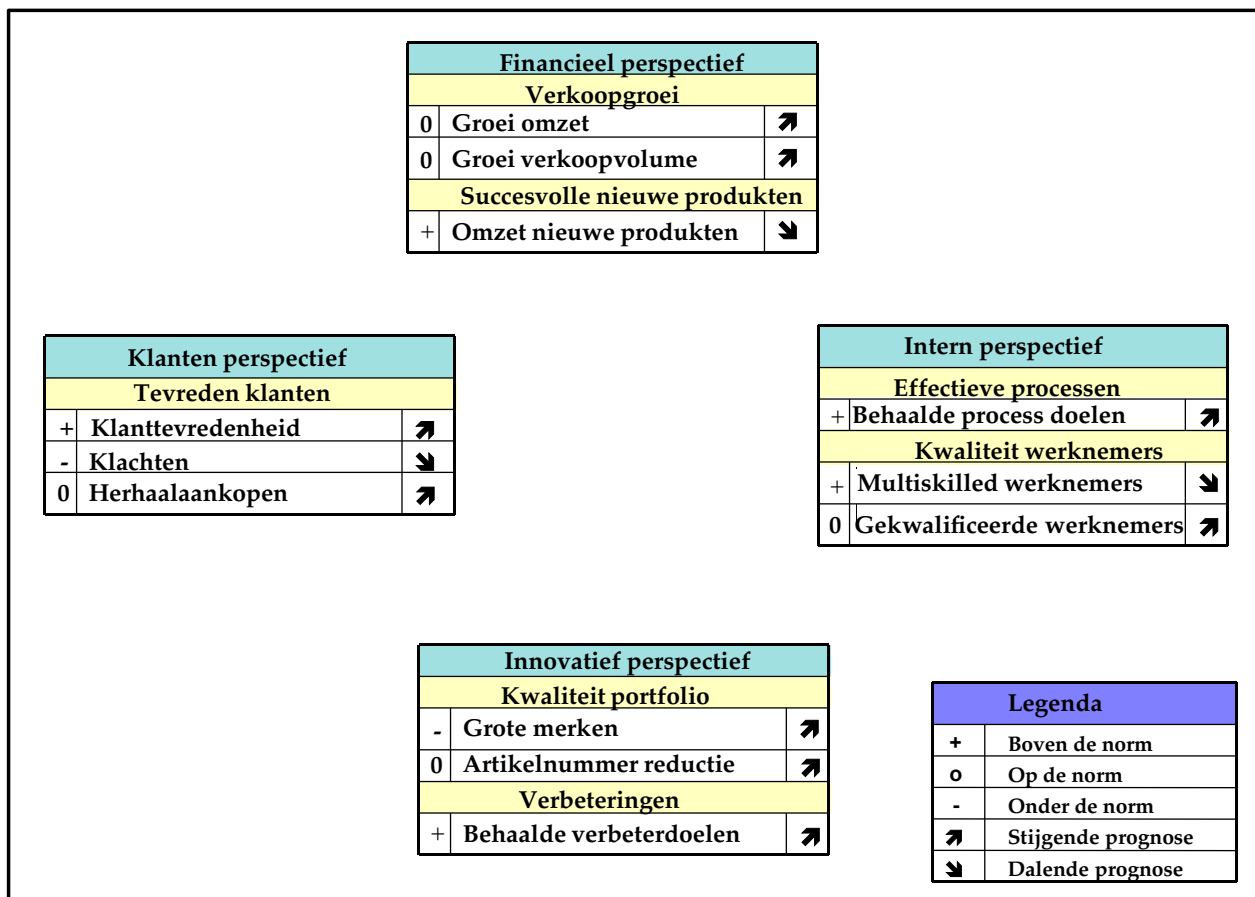 Financieel perspectief
Verkoopgroei
0 Groei omzet
0 Groei verkoopvolume
Succesvolle nieuwe produkten
+ Omzet nieuwe produkten
Klanten perspectief
Tevreden klanten
+ Klanttevredenheid
- Klachten
0 Herhaalaankopen
Intern perspectief
Effectieve processen
+ Behaalde process doelen
Kwaliteit werknemers
+ Multiskilled werknemers
0 Gekwalificeerde werknemers
Innovatief perspectief
Kwaliteit portfolio
- Grote merken
0 Artikelnummer reductie
Verbeteringen
+ Behaalde verbeterdoelen
Legenda
+ Boven de norm
o Op de norm
- Onder de norm
Stijgende prognose
Dalende prognose